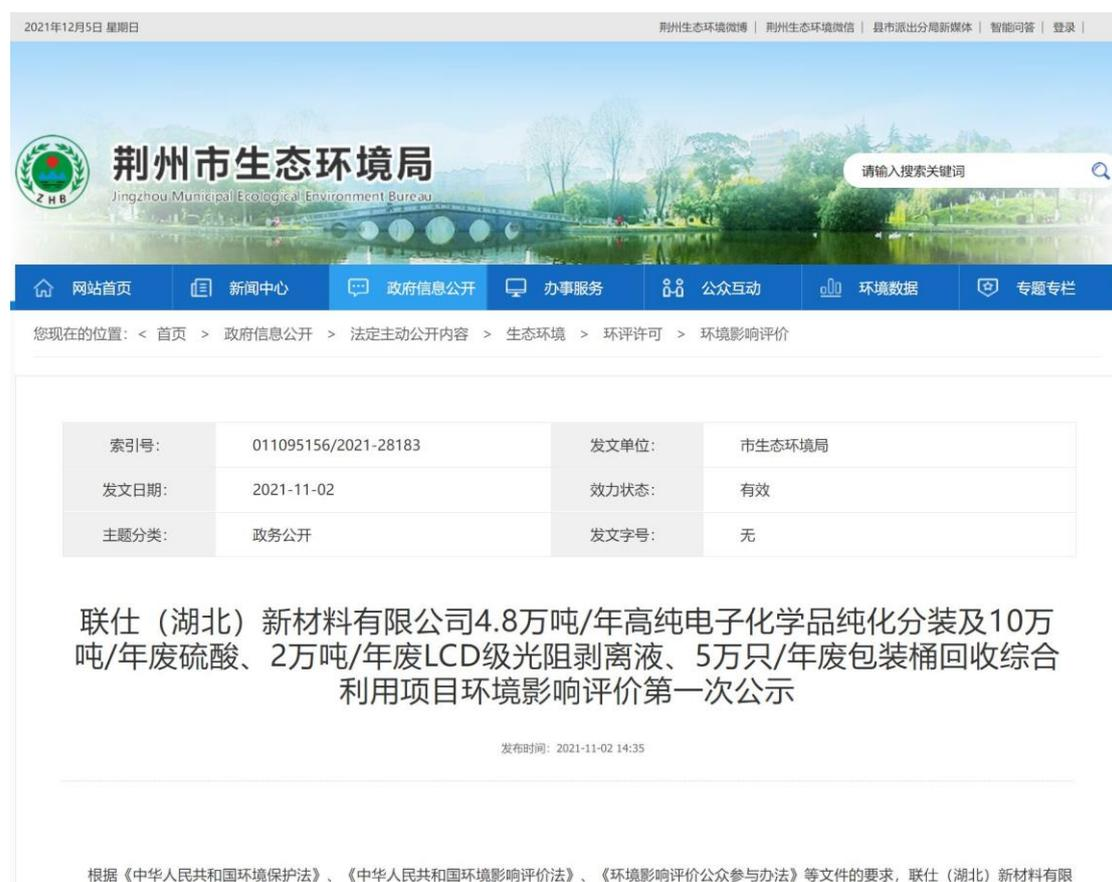 2021年12月5日 星期日
荆州生态环境微博 | 荆州生态环境微信 | 县市派出分局新媒体 | 智能问答 | 登录 |
ZHB
荆州市生态环境局
Jingzhou Municipal Ecological Environment Bureau
请输入搜索关键词
网站首页 新闻中心 政府信息公开 办事服务 公众互动 环境数据 专题专栏
您现在的位置: < 首页 > 政府信息公开 > 法定主动公开内容 > 生态环境 > 环评许可 > 环境影响评价
索引号: 011095156/2021-28183 发文单位: 市生态环境局
发文日期: 2021-11-02 效力状态: 有效
主题分类: 政务公开 发文字号: 无
联仕（湖北）新材料有限公司4.8万吨/年高纯电子化学品纯化分装及10万
吨/年废硫酸、2万吨/年废LCD级光阻剥离液、5万只/年废包装桶回收综合
利用项目环境影响评价第一次公示
发布时间: 2021-11-02 14:35
根据《中华人民共和国环境保护法》、《中华人民共和国环境影响评价法》、《环境影响评价公众参与办法》等文件的要求，联仕（湖北）新材料有限